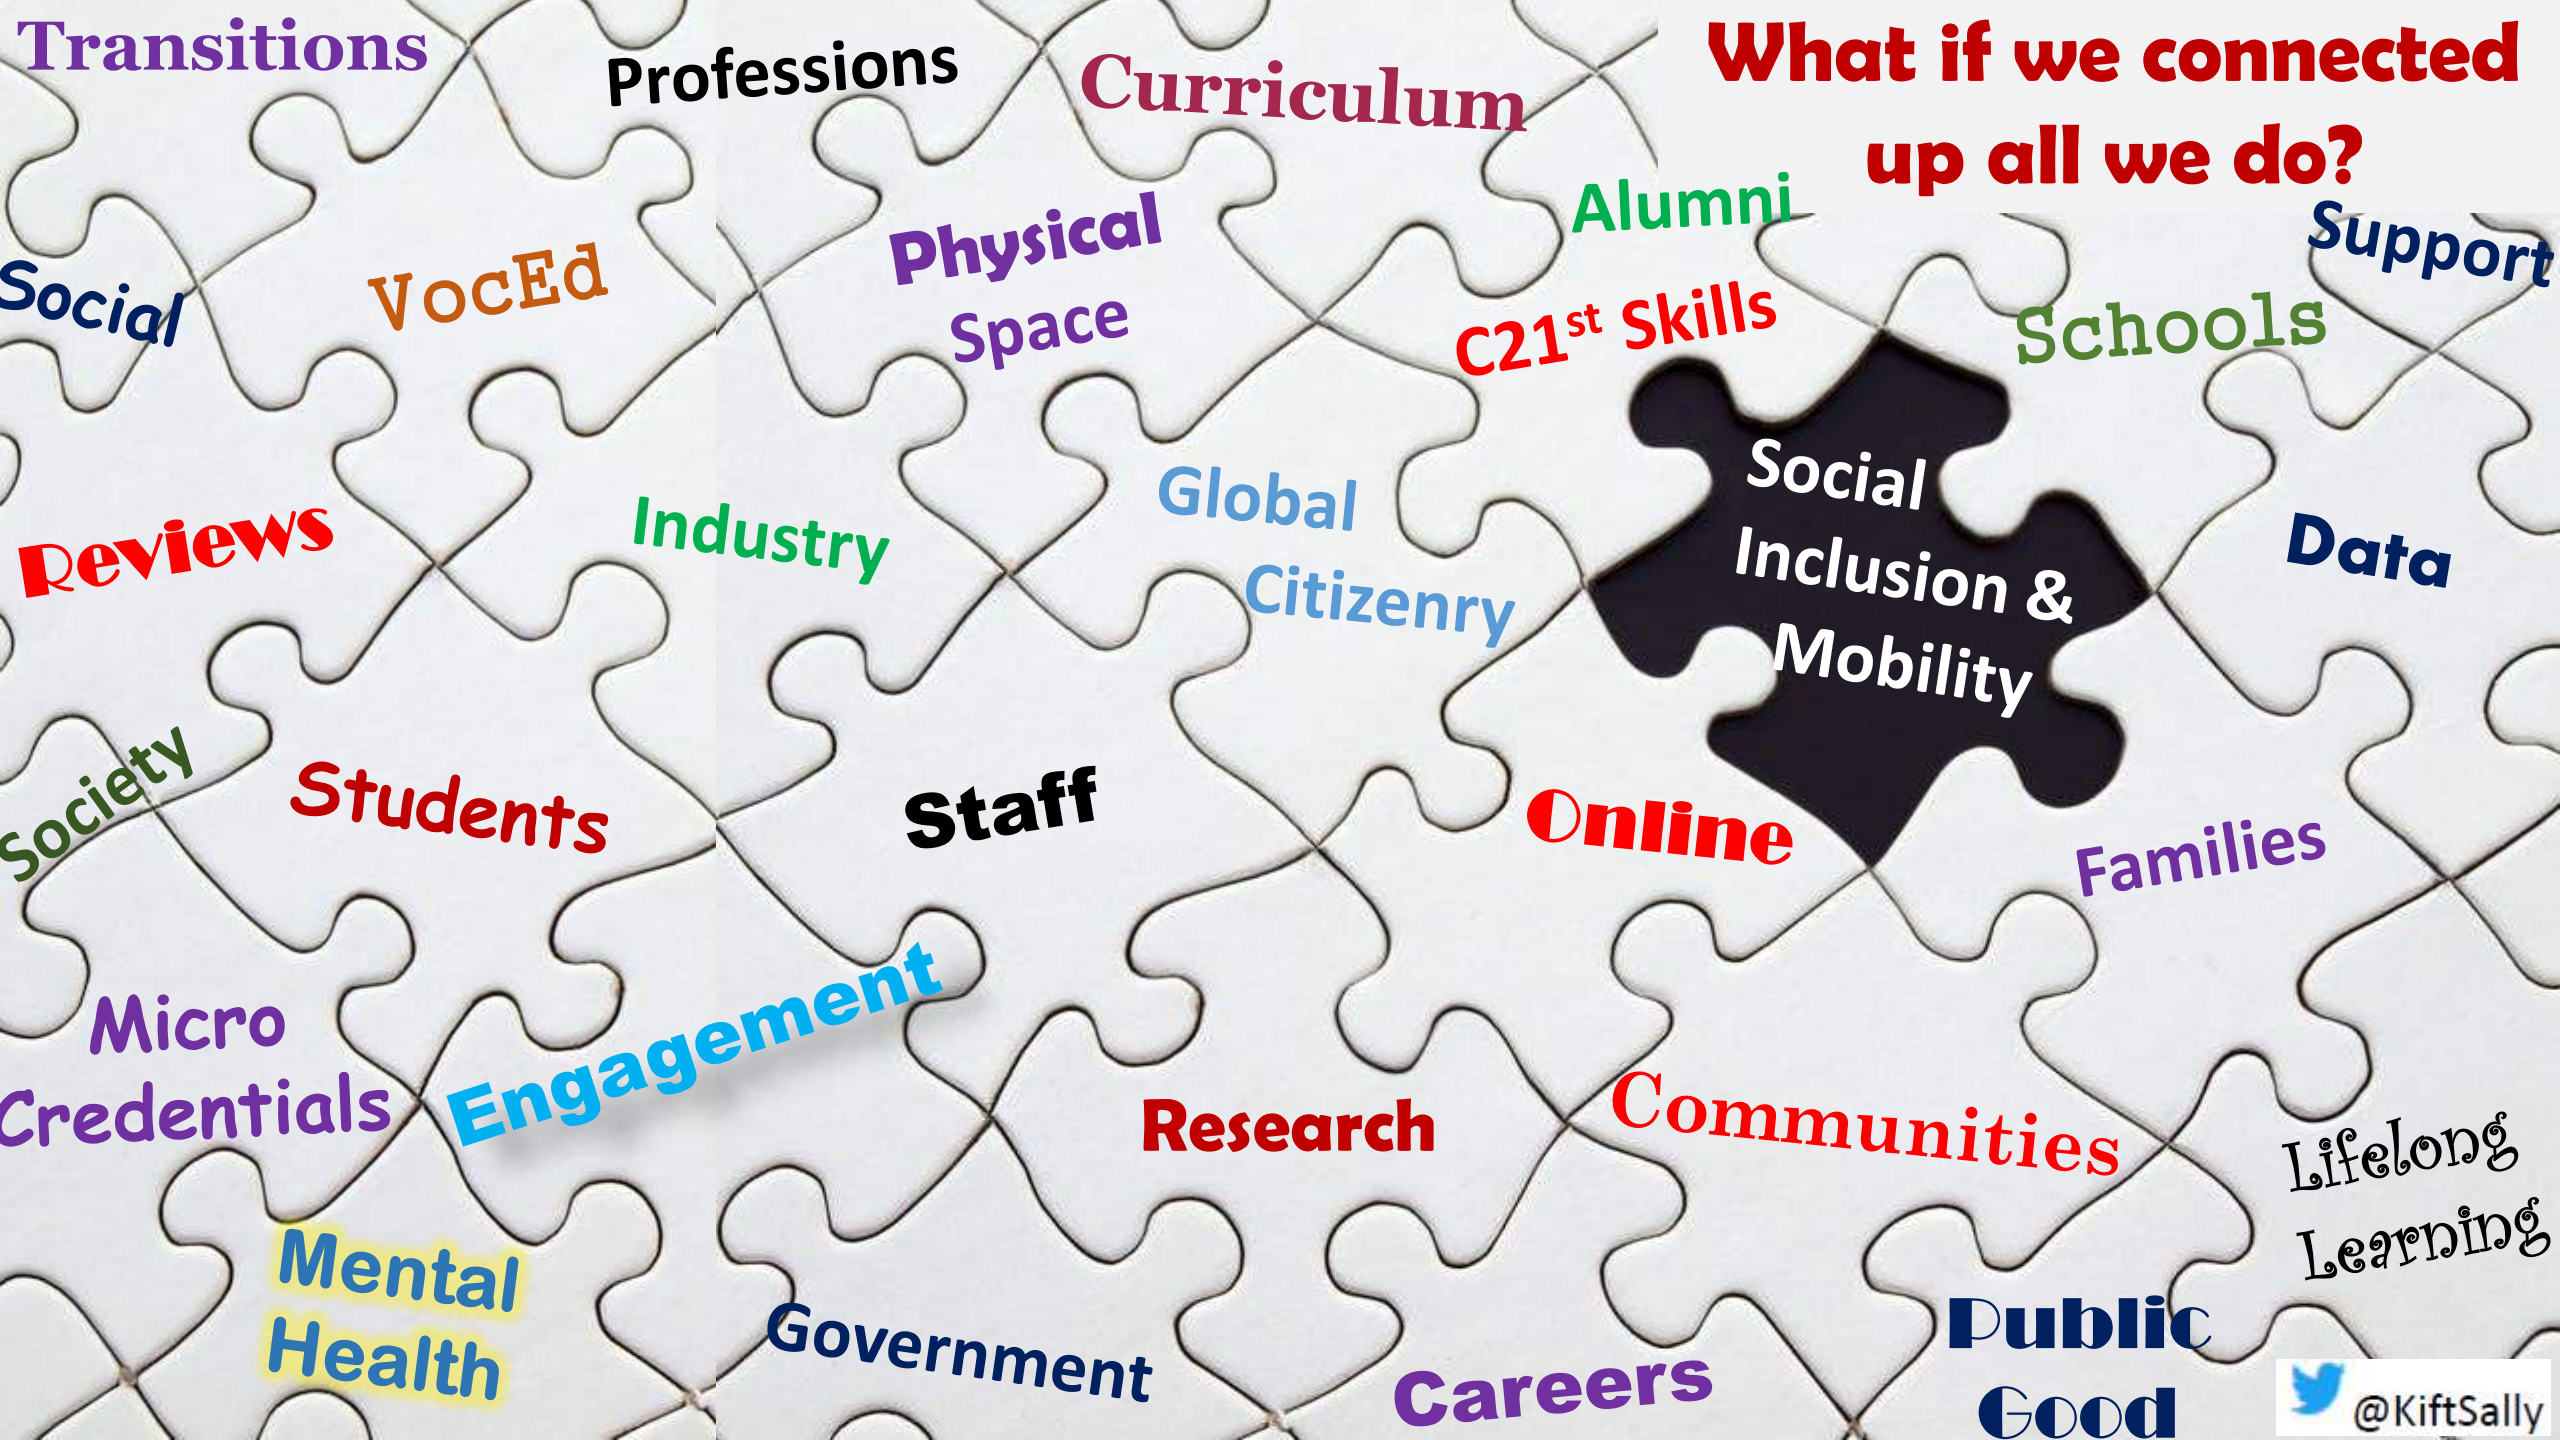 Transitions
Professions
Curriculum
What if we connected
up all we do?
Alumni
Support
Physical
Space
Social
VocEd
C21st Skills
Schools
Social
Inclusion &
Mobility
Global
Citizenry
Reviews
Industry
Data
Society
Students
Staff
Online
Families
Micro
Credentials
Engagement
Research
Communities
Lifelong
Learning
Mental
Health
Government
Careers
Public
Good
@KiftSally